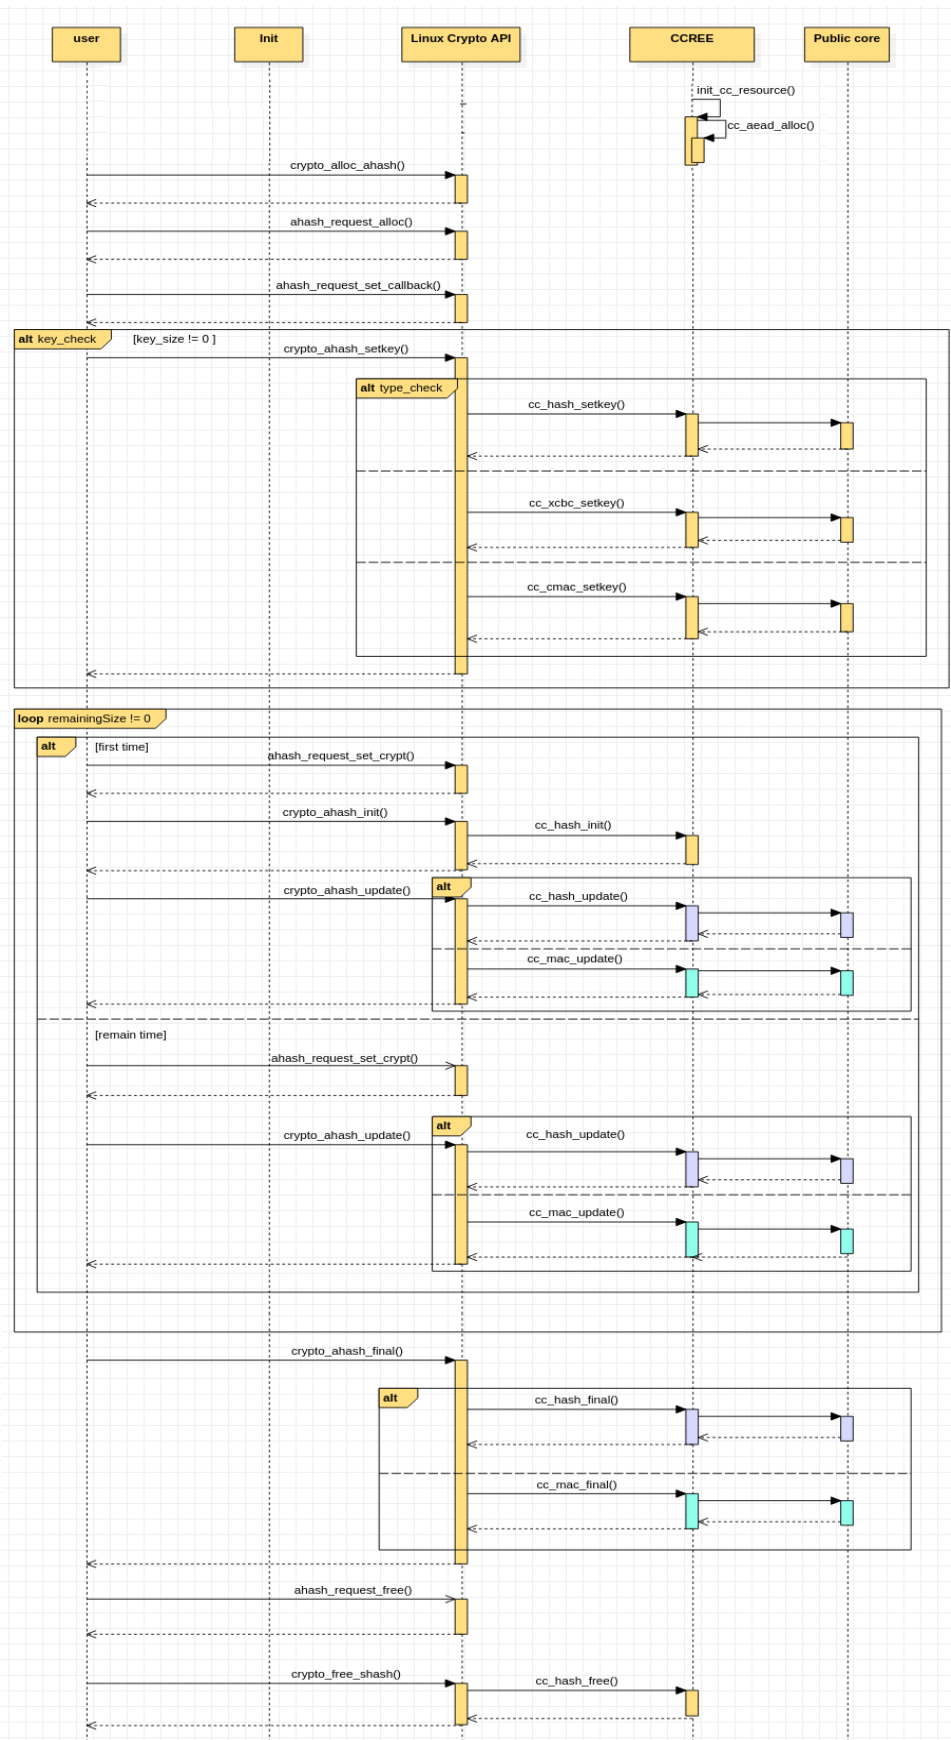 user
Init
Linux Crypto API
CCREE
Public core
init_cc_resource()
cc_aead_alloc()
crypto_alloc_ahash()
ahash_request_alloc()
ahash_request_set_callback()
alt key_check [key_size != 0 ]
crypto_ahash_setkey()
alt type_check
cc_hash_setkey()
cc_xcbc_setkey()
cc_cmac_setkey()
loop remainingSize != 0
alt [first time]
ahash_request_set_crypt()
crypto_ahash_init()
cc_hash_init()
crypto_ahash_update()
alt
cc_hash_update()
cc_mac_update()
[remain time]
ahash_request_set_crypt()
alt
crypto_ahash_update()
cc_hash_update()
cc_mac_update()
crypto_ahash_final()
alt
cc_hash_final()
cc_mac_final()
ahash_request_free()
crypto_free_shash()
cc_hash_free()